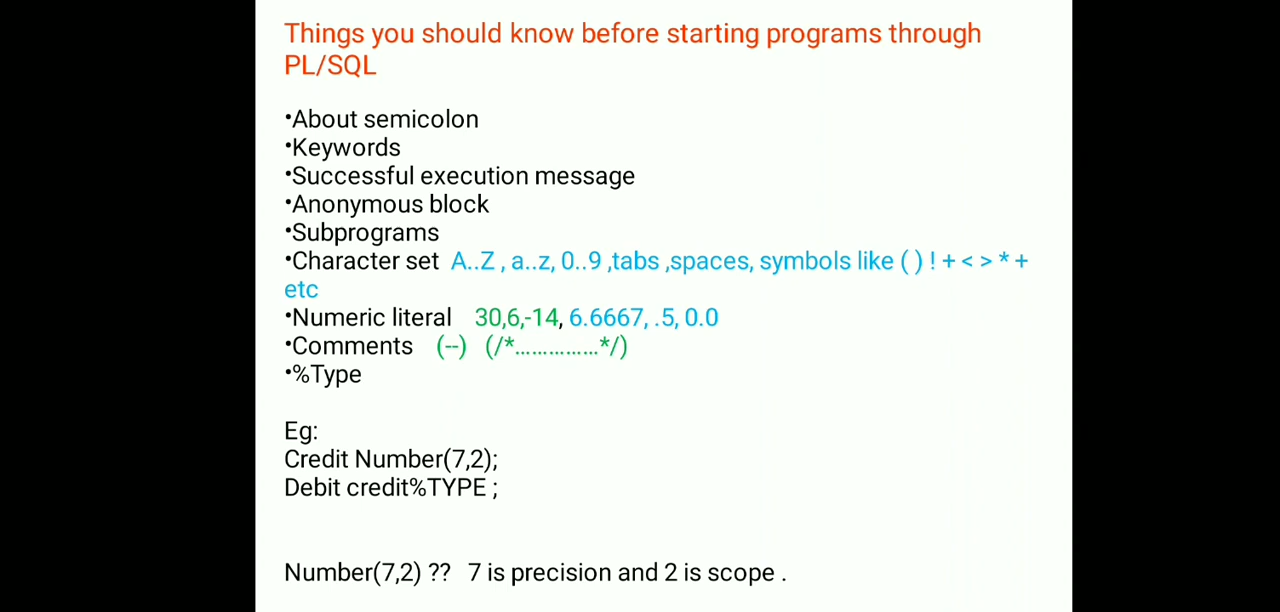 Things you should know before starting programs through
PL/SQL
•About semicolon
•Keywords
•Successful execution message
•Anonymous block
•Subprograms
•Character set A..Z , a..z, 0..9 ,tabs ,spaces, symbols like ( ) ! + < > * +
etc
•Numeric literal 30,6,-14, 6.6667, .5, 0.0
•Comments (--) (/*...............*/)
•%Type
Eg:
Credit Number(7,2);
Debit credit%TYPE ;
Number(7,2) ?? 7 is precision and 2 is scope .